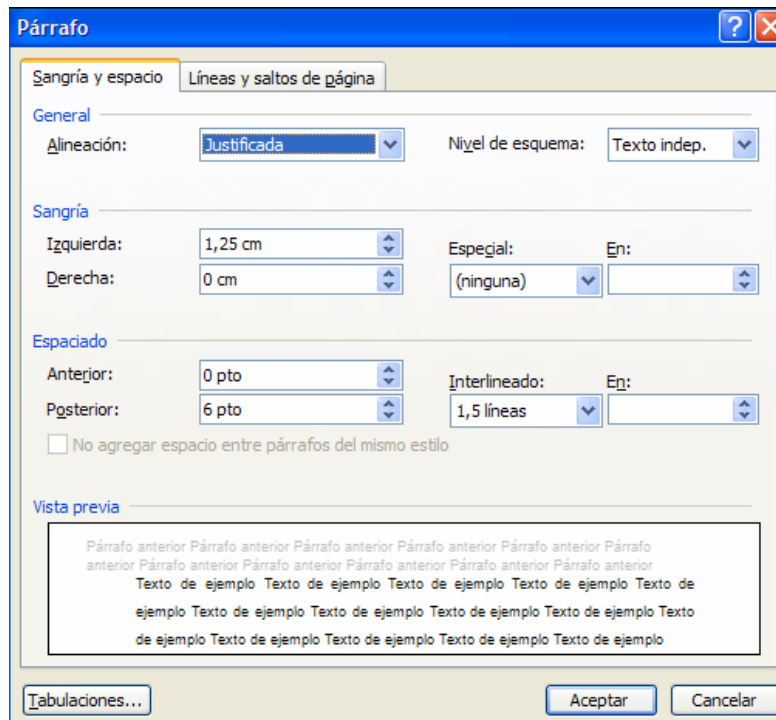 Párrafo
Sangría y espacio Líneas y saltos de página
General
Alineación: Justificada Nivel de esquema: Texto indep.
Sangría
Izquierda: 1,25 cm Especial: En:
Derecha: 0 cm (ninguna)
Espaciado
Anterior: 0 pto Interlineado: En:
Posterior: 6 pto 1,5 líneas
No agregar espacio entre párrafos del mismo estilo
Vista previa
Párrafo anterior Párrafo anterior Párrafo anterior Párrafo anterior Párrafo anterior Párrafo
anterior Párrafo anterior Párrafo anterior Párrafo anterior Párrafo anterior Párrafo anterior
Texto de ejemplo Texto de ejemplo Texto de ejemplo Texto de ejemplo Texto de
ejemplo Texto de ejemplo Texto de ejemplo Texto de ejemplo Texto de ejemplo Texto
de ejemplo Texto de ejemplo Texto de ejemplo Texto de ejemplo Texto de ejemplo
Tabulaciones... Aceptar Cancelar